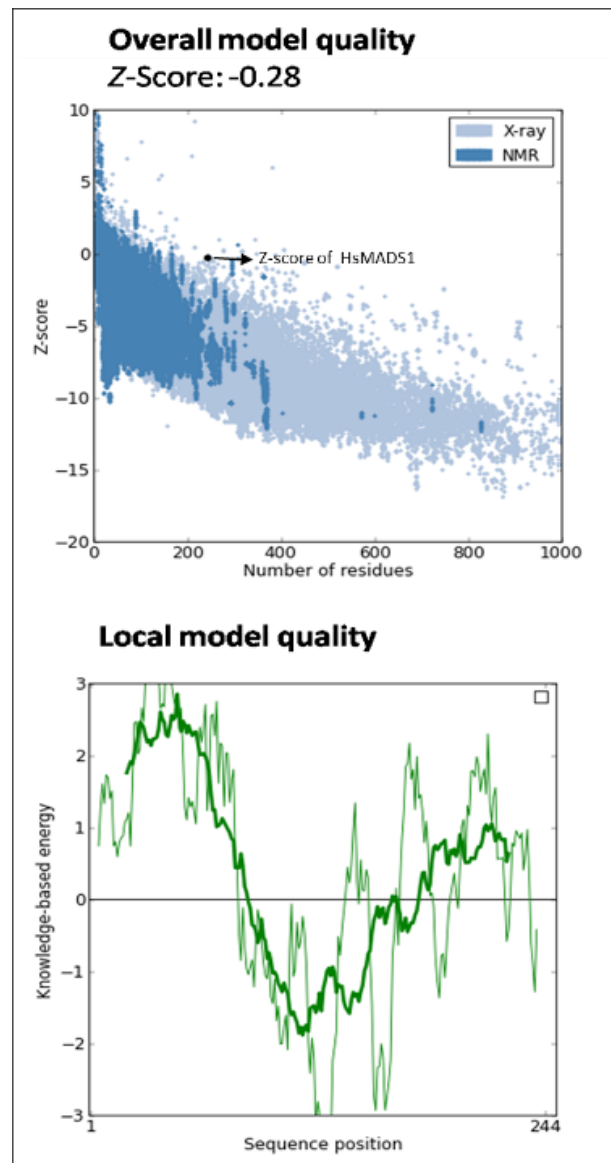 Overall model quality
Z-Score: -0.28
10
5
0
−5
−10
−15
−20
Z-score
X-ray
NMR
Z-score of HsMADS1
0
200
400
600
800
1000
Number of residues
Local model quality
3
2
1
0
−1
−2
−3
Knowledge-based energy
1
244
Sequence position